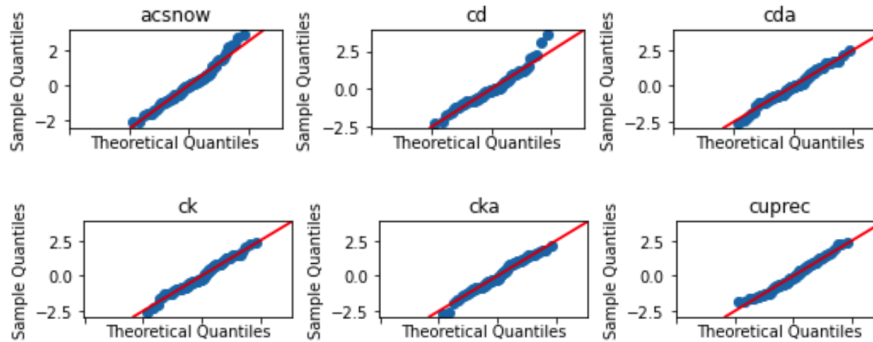 acsnow
cd
cda
Sample Quantiles
2
0
−2
Theoretical Quantiles
Sample Quantiles
2.5
0.0
−2.5
Theoretical Quantiles
Sample Quantiles
2.5
0.0
−2.5
Theoretical Quantiles
ck
cka
cuprec
Sample Quantiles
2.5
0.0
−2.5
Theoretical Quantiles
Sample Quantiles
2.5
0.0
−2.5
Theoretical Quantiles
Sample Quantiles
2.5
0.0
−2.5
Theoretical Quantiles